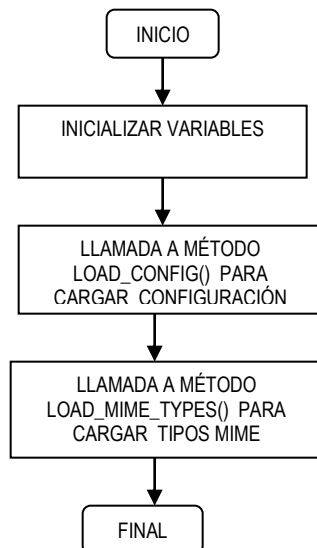 INICIO
INICIALIZAR VARIABLES
LLAMADA A MÉTODO
LOAD_CONFIG() PARA
CARGAR CONFIGURACIÓN
LLAMADA A MÉTODO
LOAD_MIME_TYPES() PARA
CARGAR TIPOS MIME
FINAL